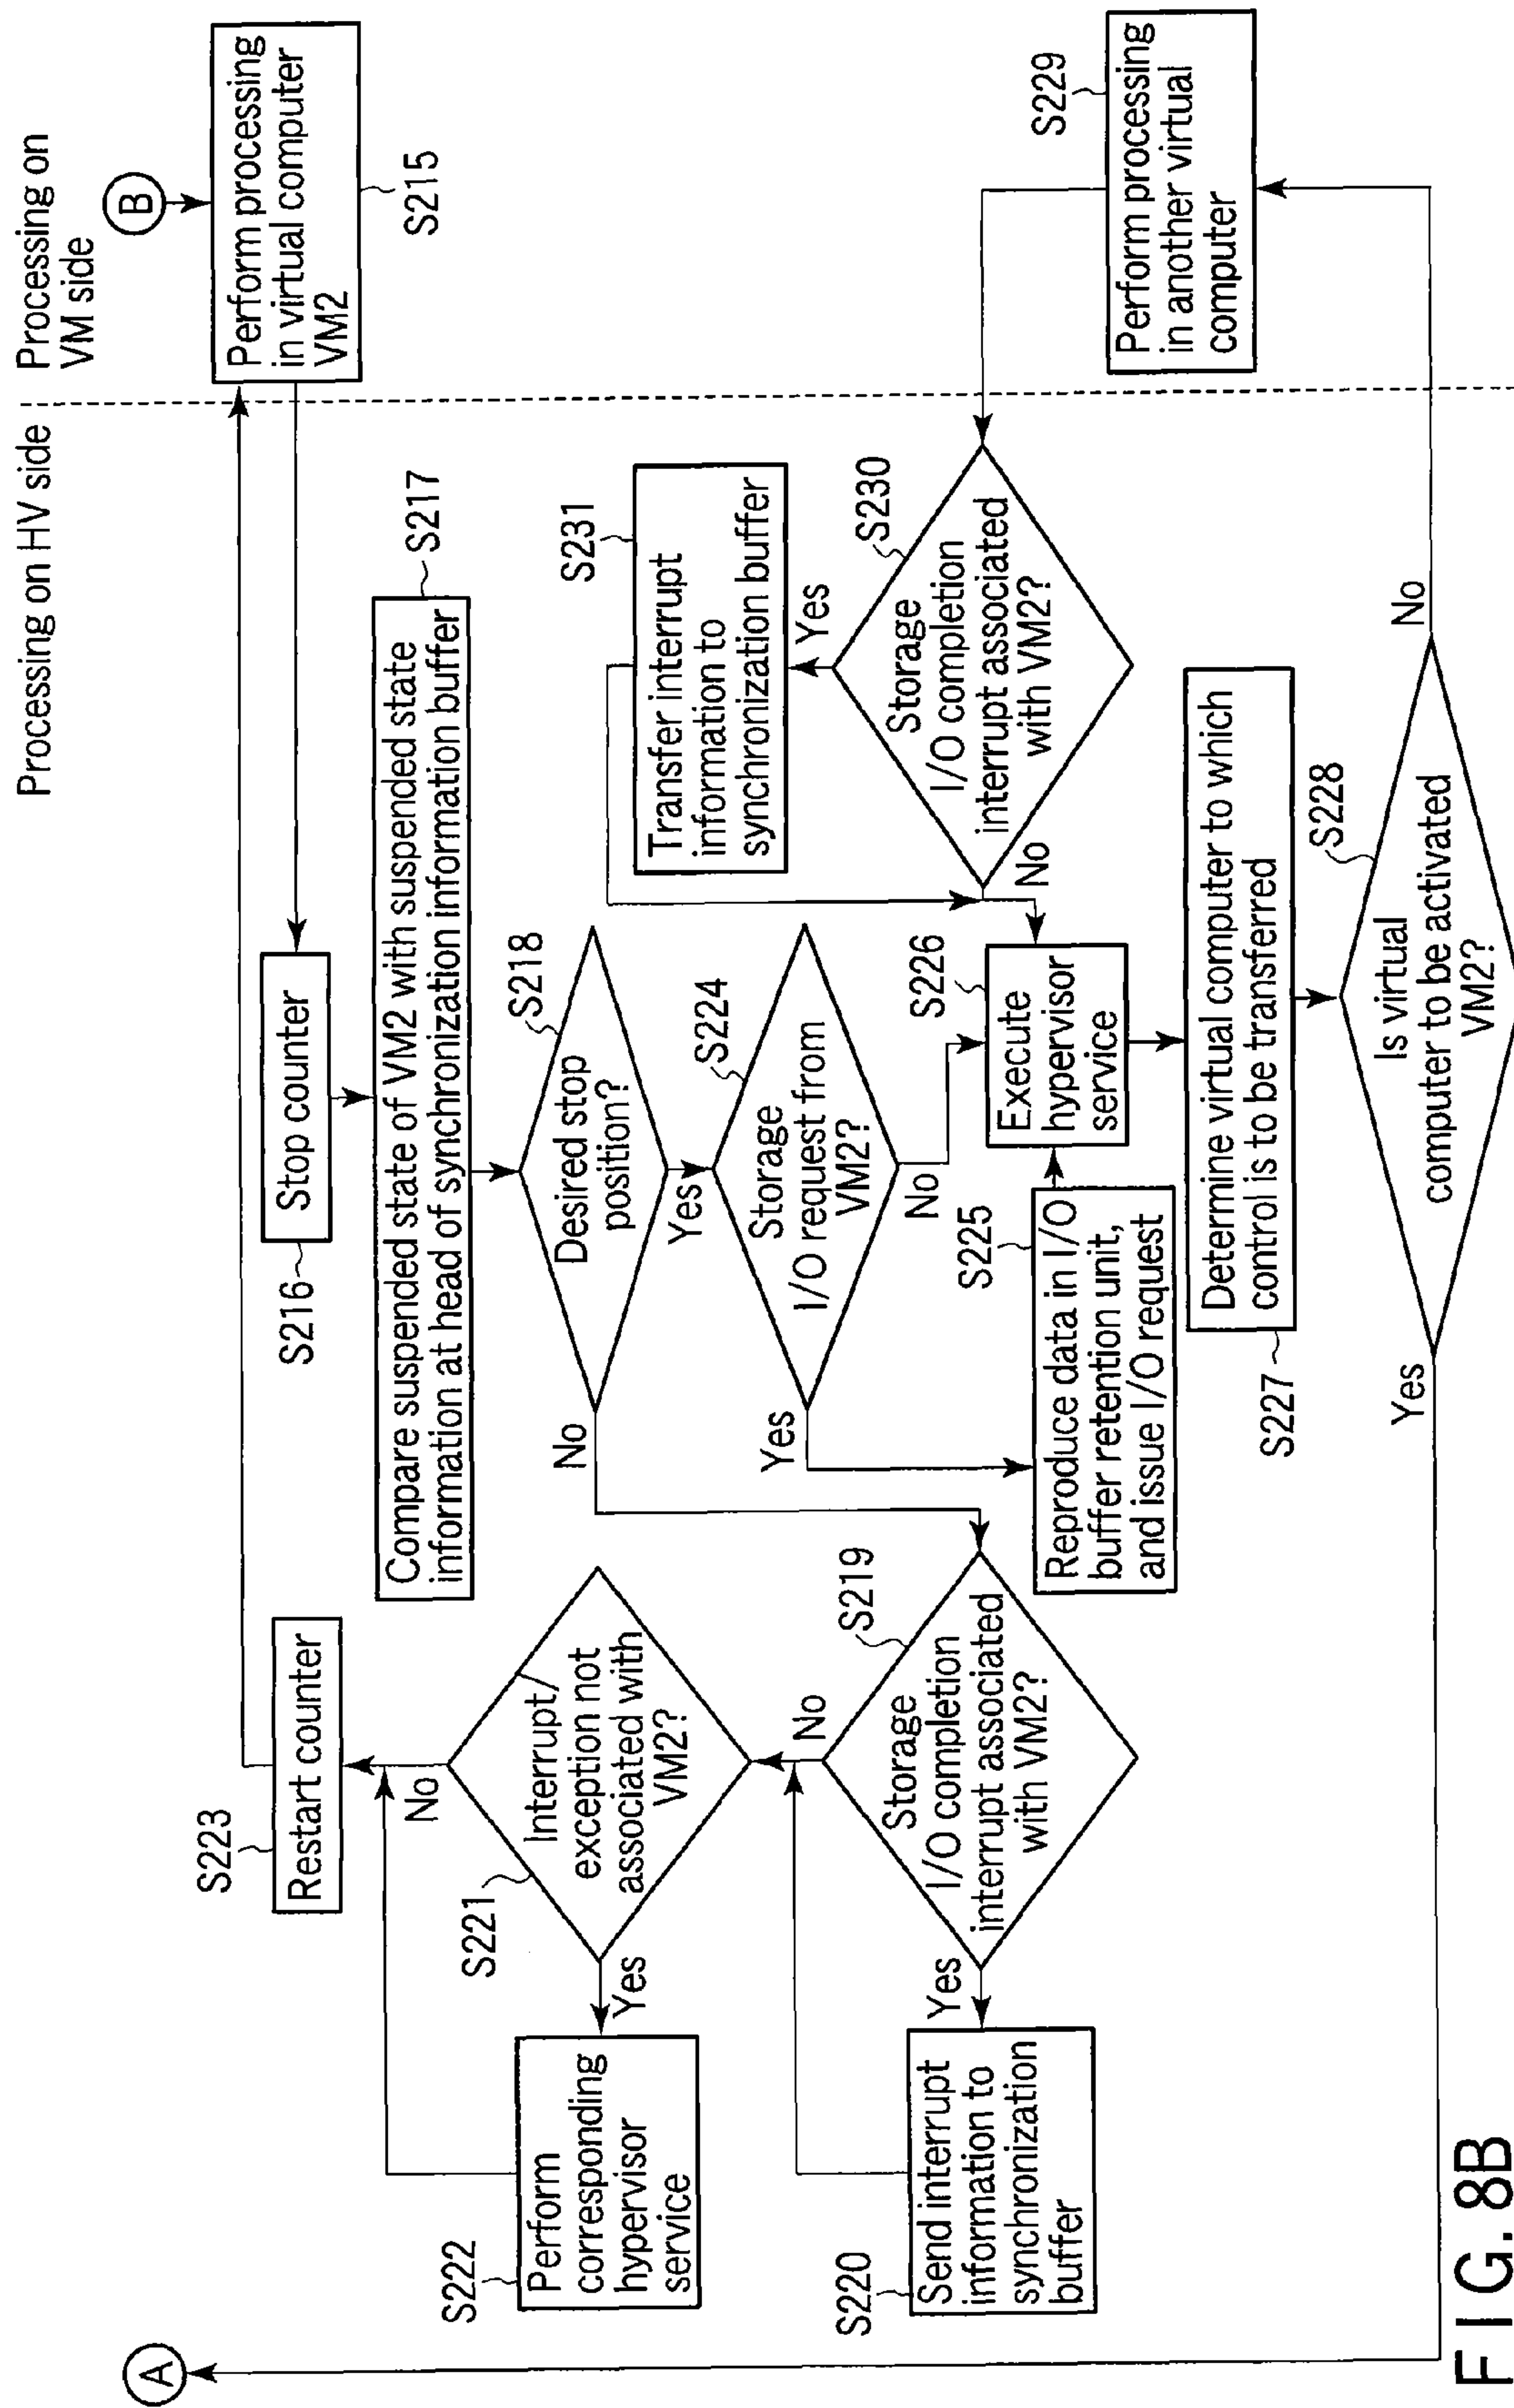 Processing on HV side
Processing on
VM side
B
Perform processing
in virtual computer
VM2
S215
Stop counter
S216
Compare suspended state of VM2 with suspended state
information at head of synchronization information buffer
S217
Desired stop
position?
S218
No
Yes
Storage
I/O request from
VM2?
S224
Yes
No
Reproduce data in I/O
buffer retention unit,
and issue I/O request
S225
Execute
hypervisor
service
S226
Determine virtual computer to which
control is to be transferred
S227
Is virtual
computer to be activated
VM2?
S228
Yes
No
Perform processing
in another virtual
computer
S229
Storage
I/O completion
interrupt associated
with VM2?
S230
Yes
No
Transfer interrupt
information to
synchronization buffer
S231
Storage
I/O completion
interrupt associated
with VM2?
S219
Yes
No
Send interrupt
information to
synchronization
buffer
S220
Interrupt/
exception not
associated with
VM2?
S221
Yes
No
Perform
corresponding
hypervisor
service
S222
Restart counter
S223
A
FIG. 8B